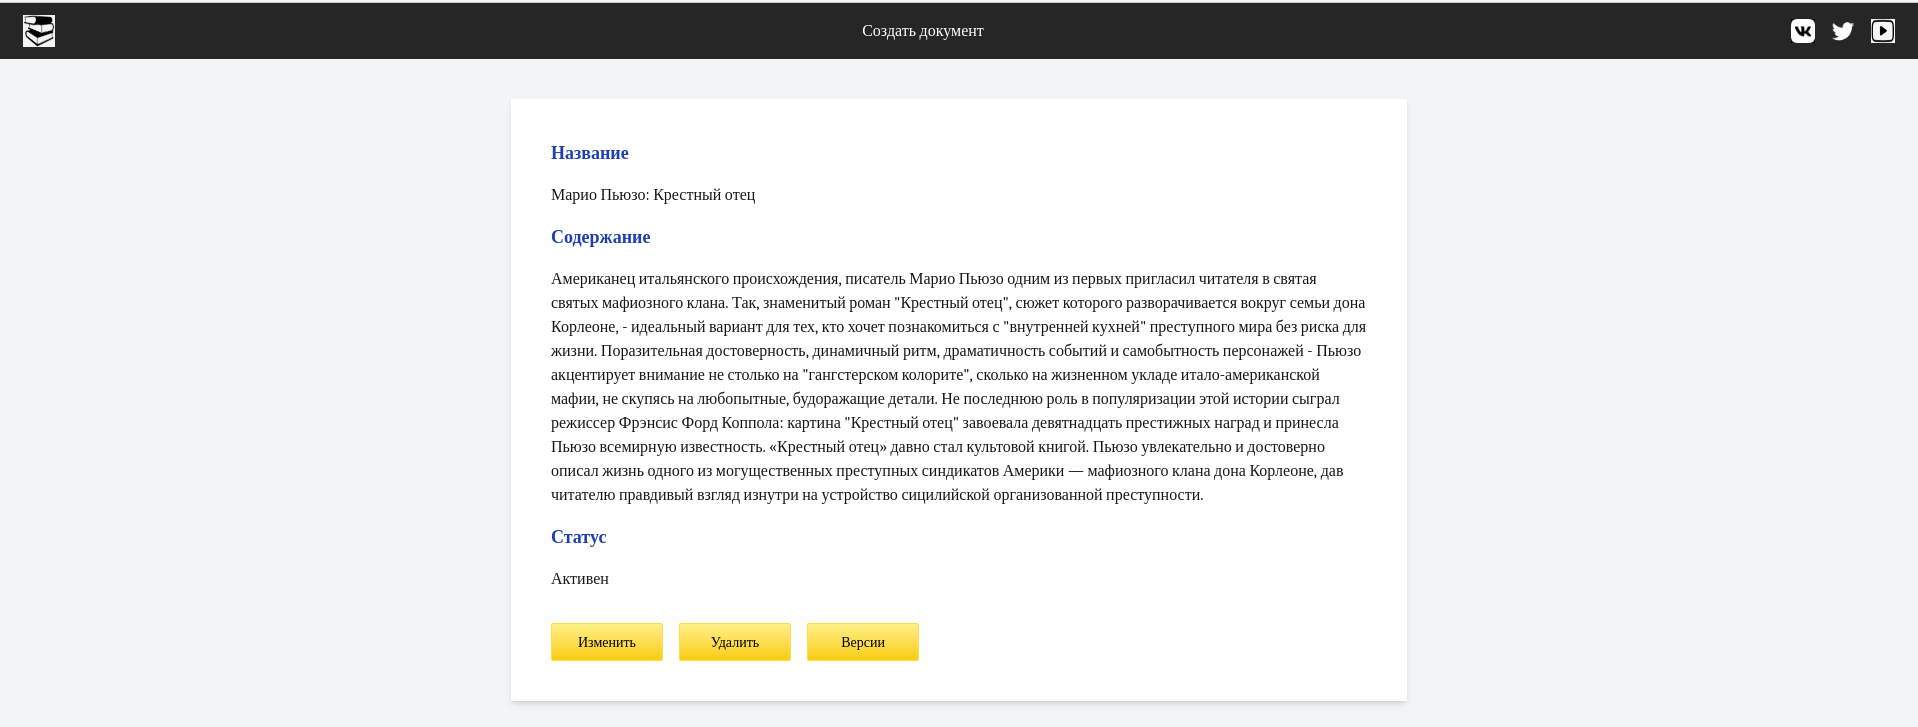 Создать документ
Название
Марио Пьюзо: Крестный отец
Содержание
Американец итальянского происхождения, писатель Марио Пьюзо одним из первых пригласил читателя в святая
святых мафиозного клана. Так, знаменитый роман "Крестный отец", сюжет которого разворачивается вокруг семьи дона
Корлеоне, - идеальный вариант для тех, кто хочет познакомиться с "внутренней кухней" преступного мира без риска для
жизни. Поразительная достоверность, динамичный ритм, драматичность событий и самобытность персонажей - Пьюзо
акцентирует внимание не столько на "гангстерском колорите", сколько на жизненном укладе итало-американской
мафии, не скупясь на любопытные, будоражащие детали. Не последнюю роль в популяризации этой истории сыграл
режиссер Фрэнсис Форд Коппола: картина "Крестный отец" завоевала девятнадцать престижных наград и принесла
Пьюзо всемирную известность. «Крестный отец» давно стал культовой книгой. Пьюзо увлекательно и достоверно
описал жизнь одного из могущественных преступных синдикатов Америки — мафиозного клана дона Корлеоне, дав
читателю правдивый взгляд изнутри на устройство сицилийской организованной преступности.
Статус
Активен
Изменить Удалить Версии